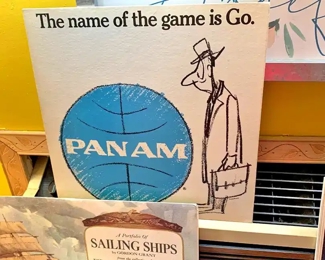 The name of the game is Go.
PAN AM
®
A Portfolio Of
SAILING SHIPS
by GORDON GRANT